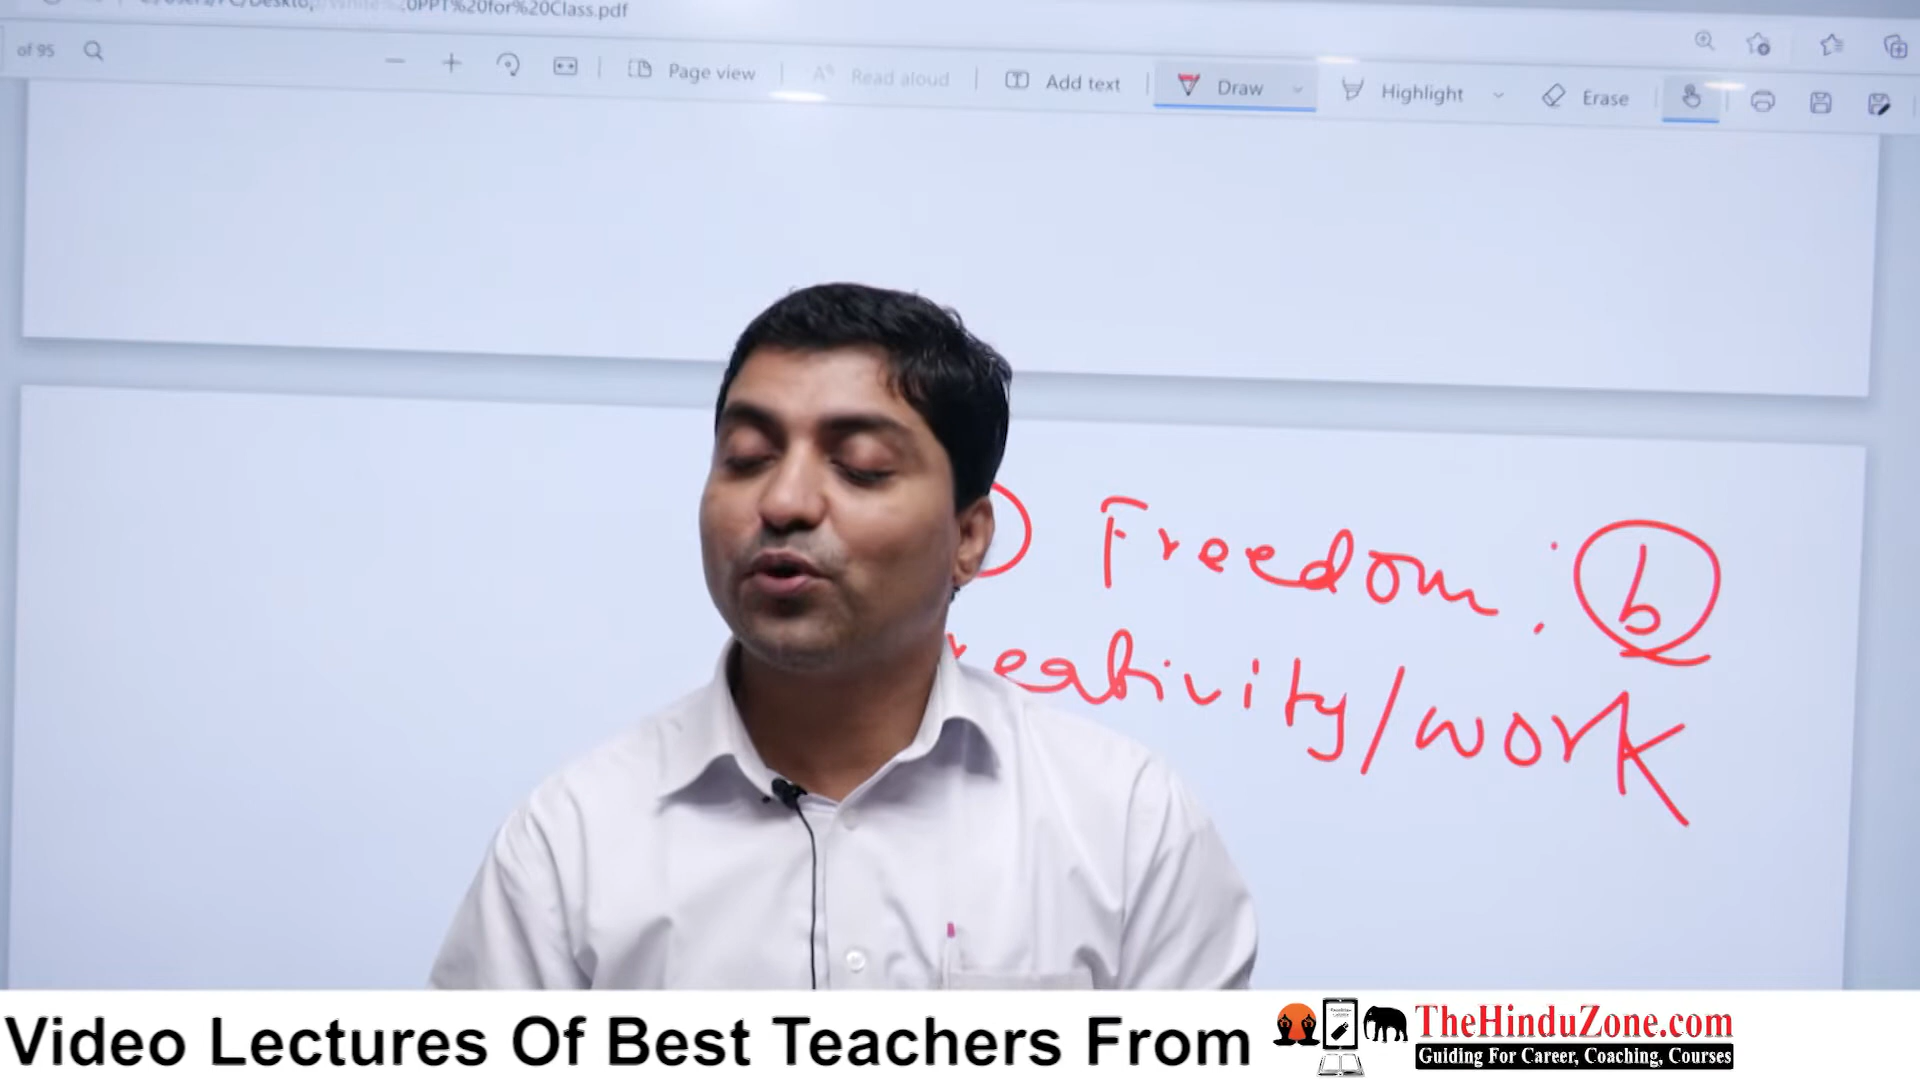 0PPT%20for%20Class.pdf
of 95
Page view
Read aloud
Add text
Draw
Highlight
Erase
Freedom : b
reativity/work
Video Lectures Of Best Teachers From
TheHinduZone.com
Guiding For Career, Coaching, Courses